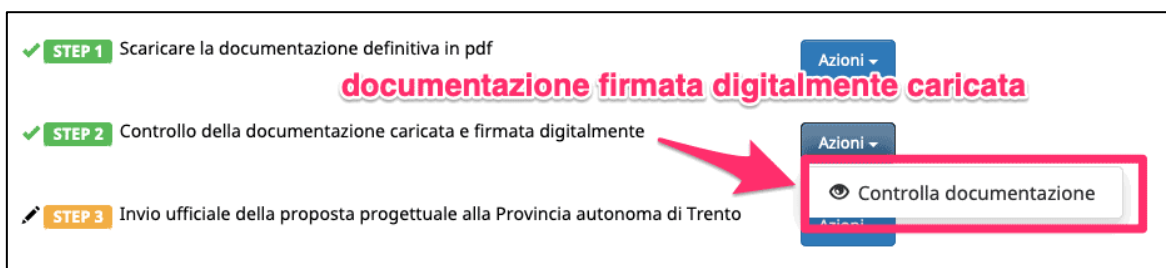 STEP 1 Scaricare la documentazione definitiva in pdf
Azioni
documentazione firmata digitalmente caricata
STEP 2 Controllo della documentazione caricata e firmata digitalmente
Azioni
Controlla documentazione
STEP 3 Invio ufficiale della proposta progettuale alla Provincia autonoma di Trento
Azioni